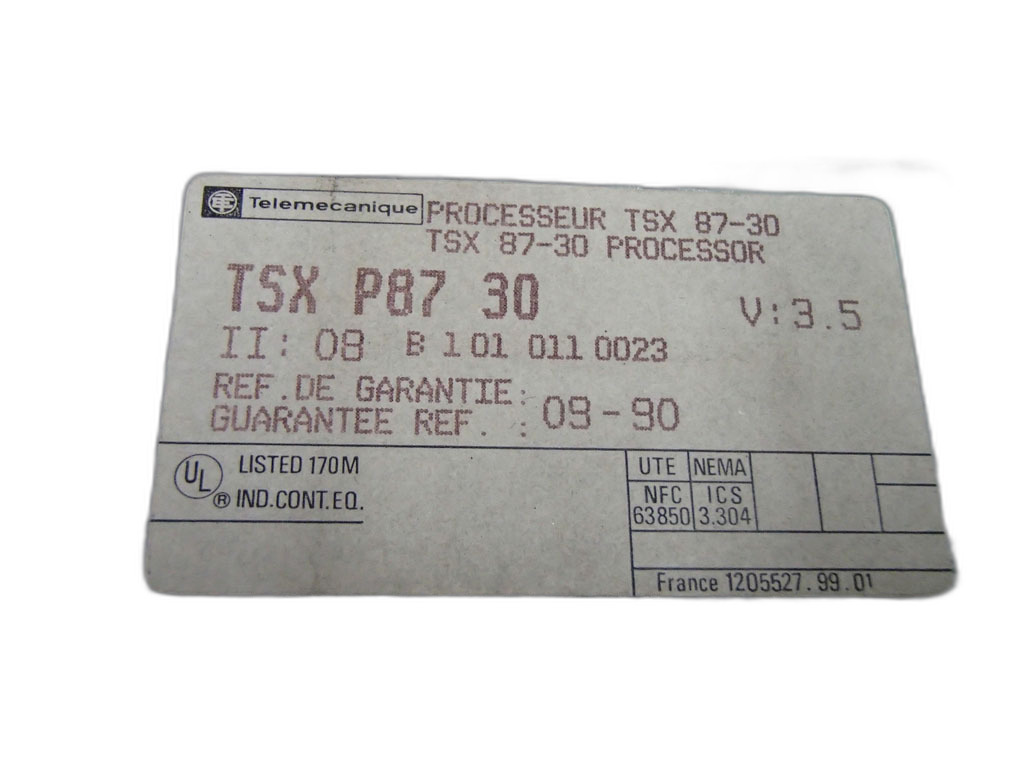 Telemecanique PROCESSEUR TSX 87-30
TSX 87-30 PROCESSOR
TSX P87 30
V: 3.5
II: 08 B 1 01 011 0023
REF. DE GARANTIE:
GUARANTEE REF. : 09-90
UL ® LISTED 170M
IND.CONT.EQ.
UTE NEMA
NFC ICS
63850 3.304
France 1205527.99.01